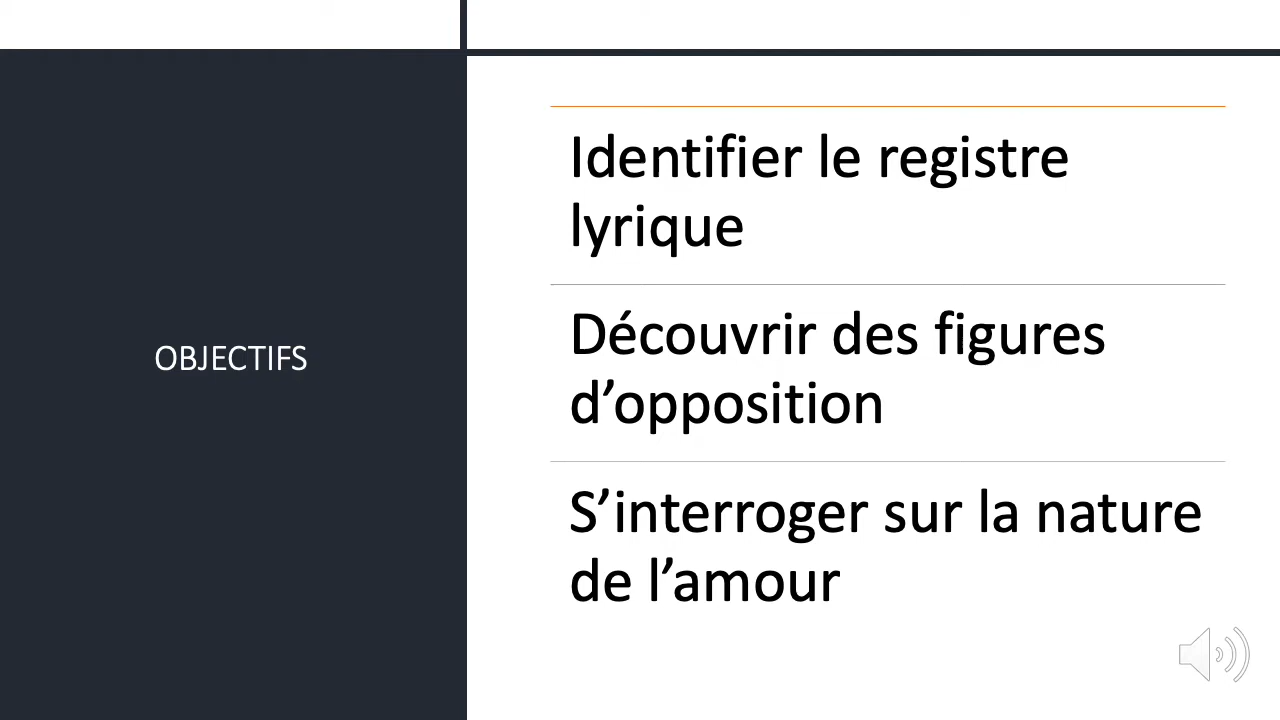 OBJECTIFS
Identifier le registre
lyrique
Découvrir des figures
d’opposition
S’interroger sur la nature
de l’amour